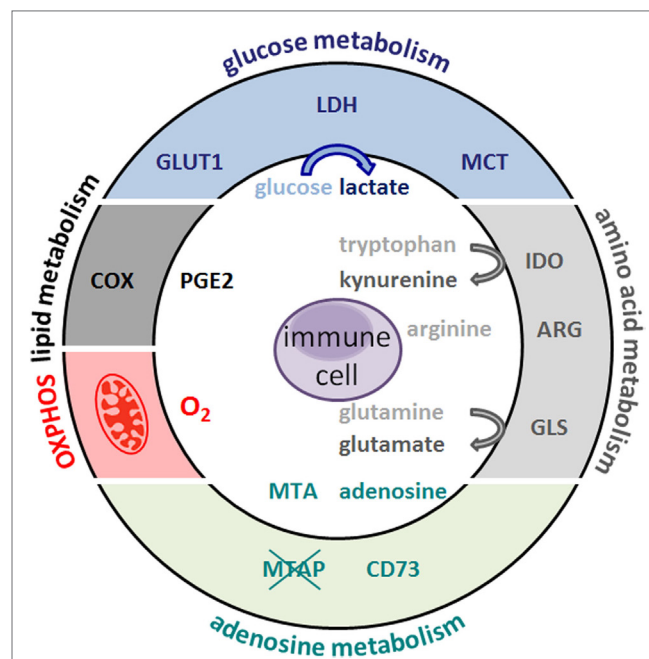 glucose metabolism
LDH
GLUT1
MCT
glucose lactate
lipid metabolism
amino acid metabolism
tryptophan
IDO
kynurenine
COX
PGE2
immune
cell
arginine
ARG
OXPHOS
O₂
glutamine
GLS
glutamate
MTA adenosine
MTAP CD73
adenosine metabolism